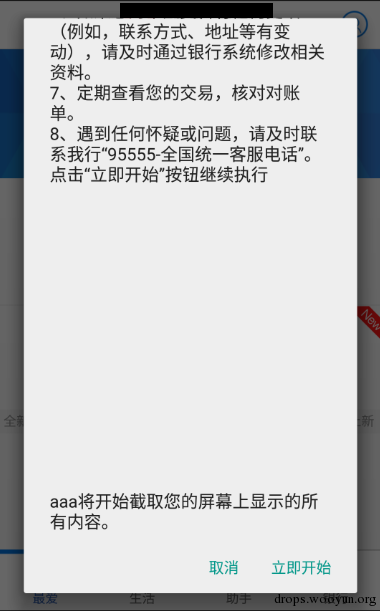 （例如，联系方式、地址等有变
动），请及时通过银行系统修改相关
资料。
7、定期查看您的交易，核对对账
单。
8、遇到任何怀疑或问题，请及时联
系我行“95555-全国统一客服电话”。
点击“立即开始”按钮继续执行
New
全新
上新
aaa将开始截取您的屏幕上显示的所
有内容。
取消
立即开始
最爱
生活
助手
drops.wooyun.org